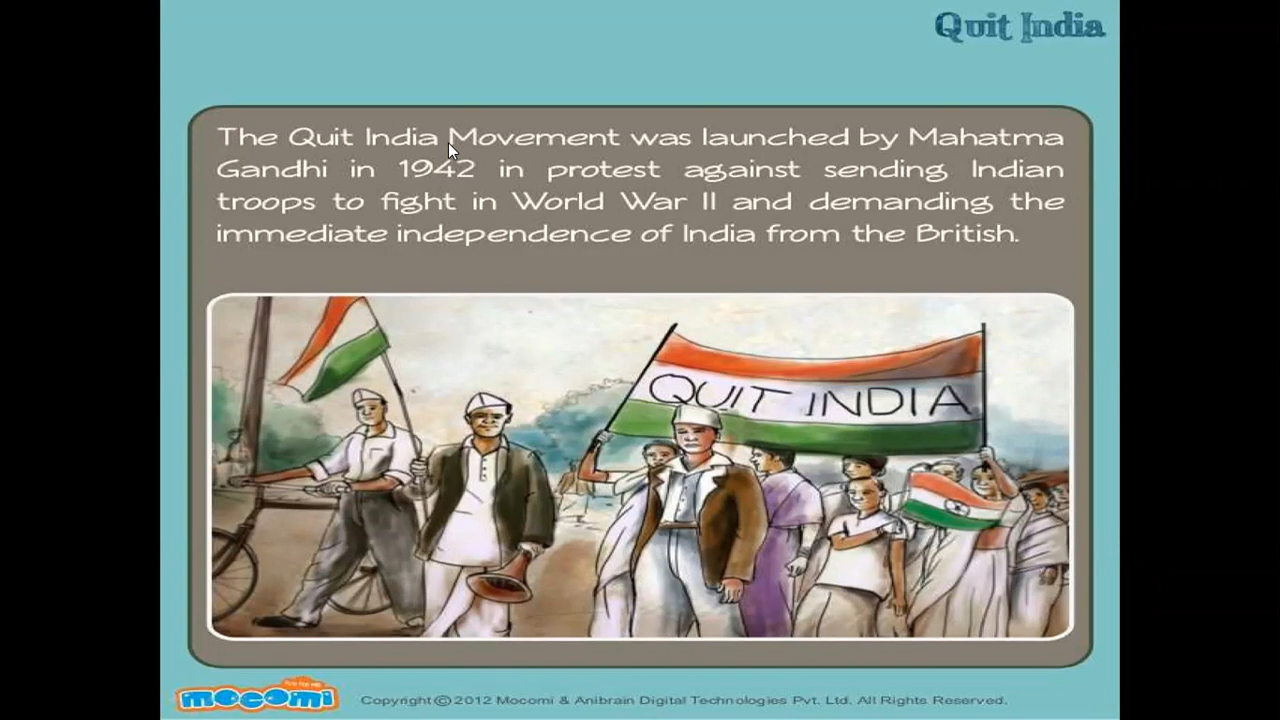 Quit India
The Quit India Movement was launched by Mahatma
Gandhi in 1942 in protest against sending Indian
troops to fight in World War II and demanding the
immediate independence of India from the British.
QUIT INDIA
mocomi
Copyright © 2012 Mocomi & Anibrain Digital Technologies Pvt. Ltd. All Rights Reserved.